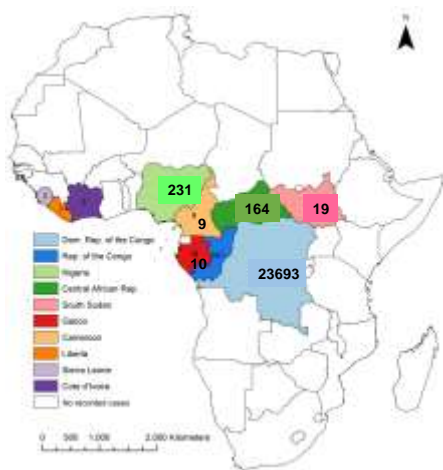 N
231
164
19
9
10
23693
Dem. Rep. of the Congo
Rep. of the Congo
Nigeria
Central African Rep
South Sudan
Gabon
Cameroon
Liberia
Sierra Leone
Cote d'Ivoire
No recorded cases
0 500 1,000 2,000 Kilometers